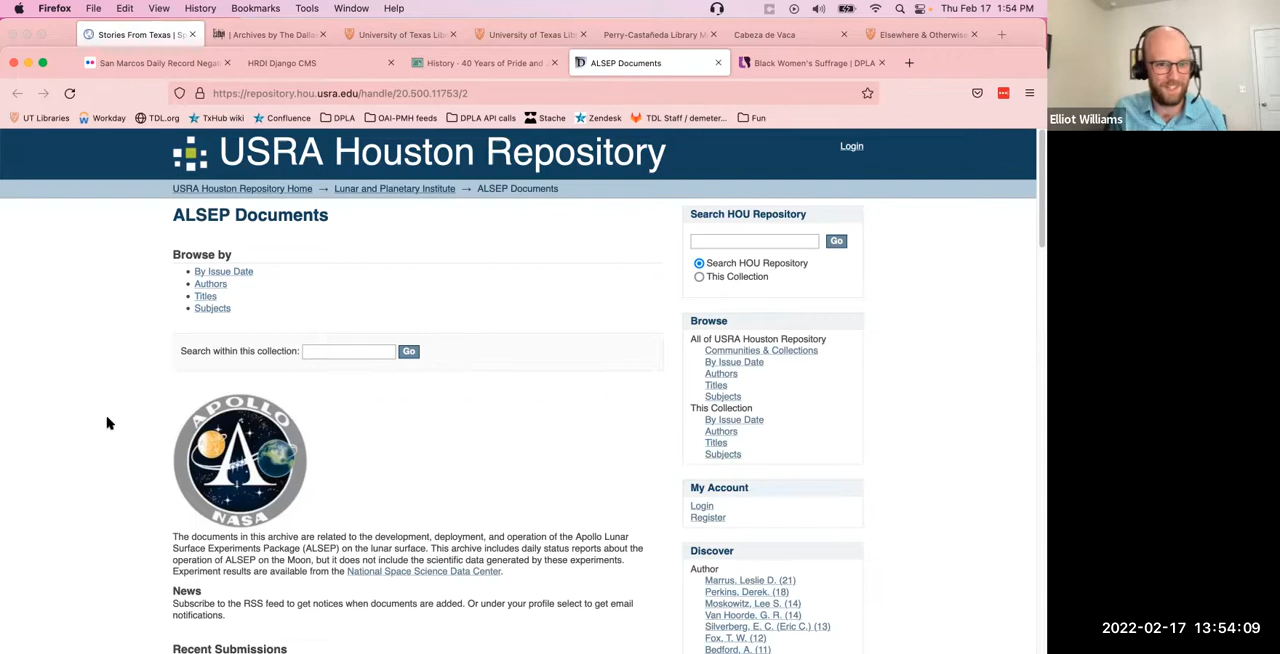 Firefox File Edit View History Bookmarks Tools Window Help Thu Feb 17 1:54 PM
Stories From Texas | Sp | Archives by The Dallas University of Texas Lib University of Texas Lib Perry-Castañeda Library M Cabeza de Vaca Elsewhere & Otherwise
San Marcos Daily Record Negat HRDI Django CMS History · 40 Years of Pride and ALSEP Documents Black Women's Suffrage | DPLA
https://repository.hou.usra.edu/handle/20.500.11753/2
UT Libraries Workday TDL.org TxHub wiki Confluence DPLA OAI-PMH feeds DPLA API calls Stache Zendesk TDL Staff / demeter... Fun
Elliot Williams
USRA Houston Repository
Login
USRA Houston Repository Home → Lunar and Planetary Institute → ALSEP Documents
ALSEP Documents
Browse by
By Issue Date
Authors
Titles
Subjects
Search within this collection: Go
APOLLO
NASA
The documents in this archive are related to the development, deployment, and operation of the Apollo Lunar
Surface Experiments Package (ALSEP) on the lunar surface. This archive includes daily status reports about the
operation of ALSEP on the Moon, but it does not include the scientific data generated by these experiments.
Experiment results are available from the National Space Science Data Center.
News
Subscribe to the RSS feed to get notices when documents are added. Or under your profile select to get email
notifications.
Recent Submissions
Search HOU Repository
Go
Search HOU Repository
This Collection
Browse
All of USRA Houston Repository
Communities & Collections
By Issue Date
Authors
Titles
Subjects
This Collection
By Issue Date
Authors
Titles
Subjects
My Account
Login
Register
Discover
Author
Marrus, Leslie D. (21)
Perkins, Derek. (18)
Moskowitz, Lee S. (14)
Van Hoorde, G. R. (14)
Silverberg, E. C. (Eric C.) (13)
Fox, T. W. (12)
Bedford, A. (11)
2022-02-17 13:54:09